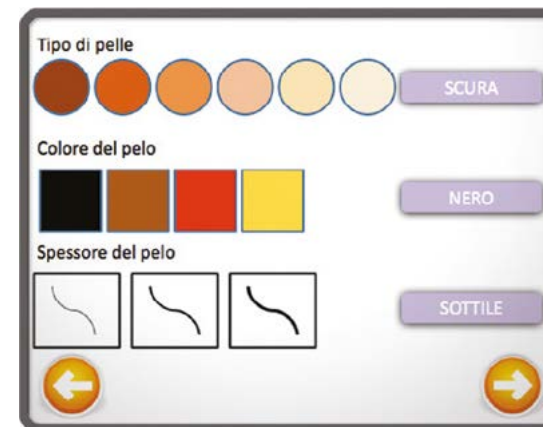 Tipo di pelle
SCURA
Colore del pelo
NERO
Spessore del pelo
SOTTILE